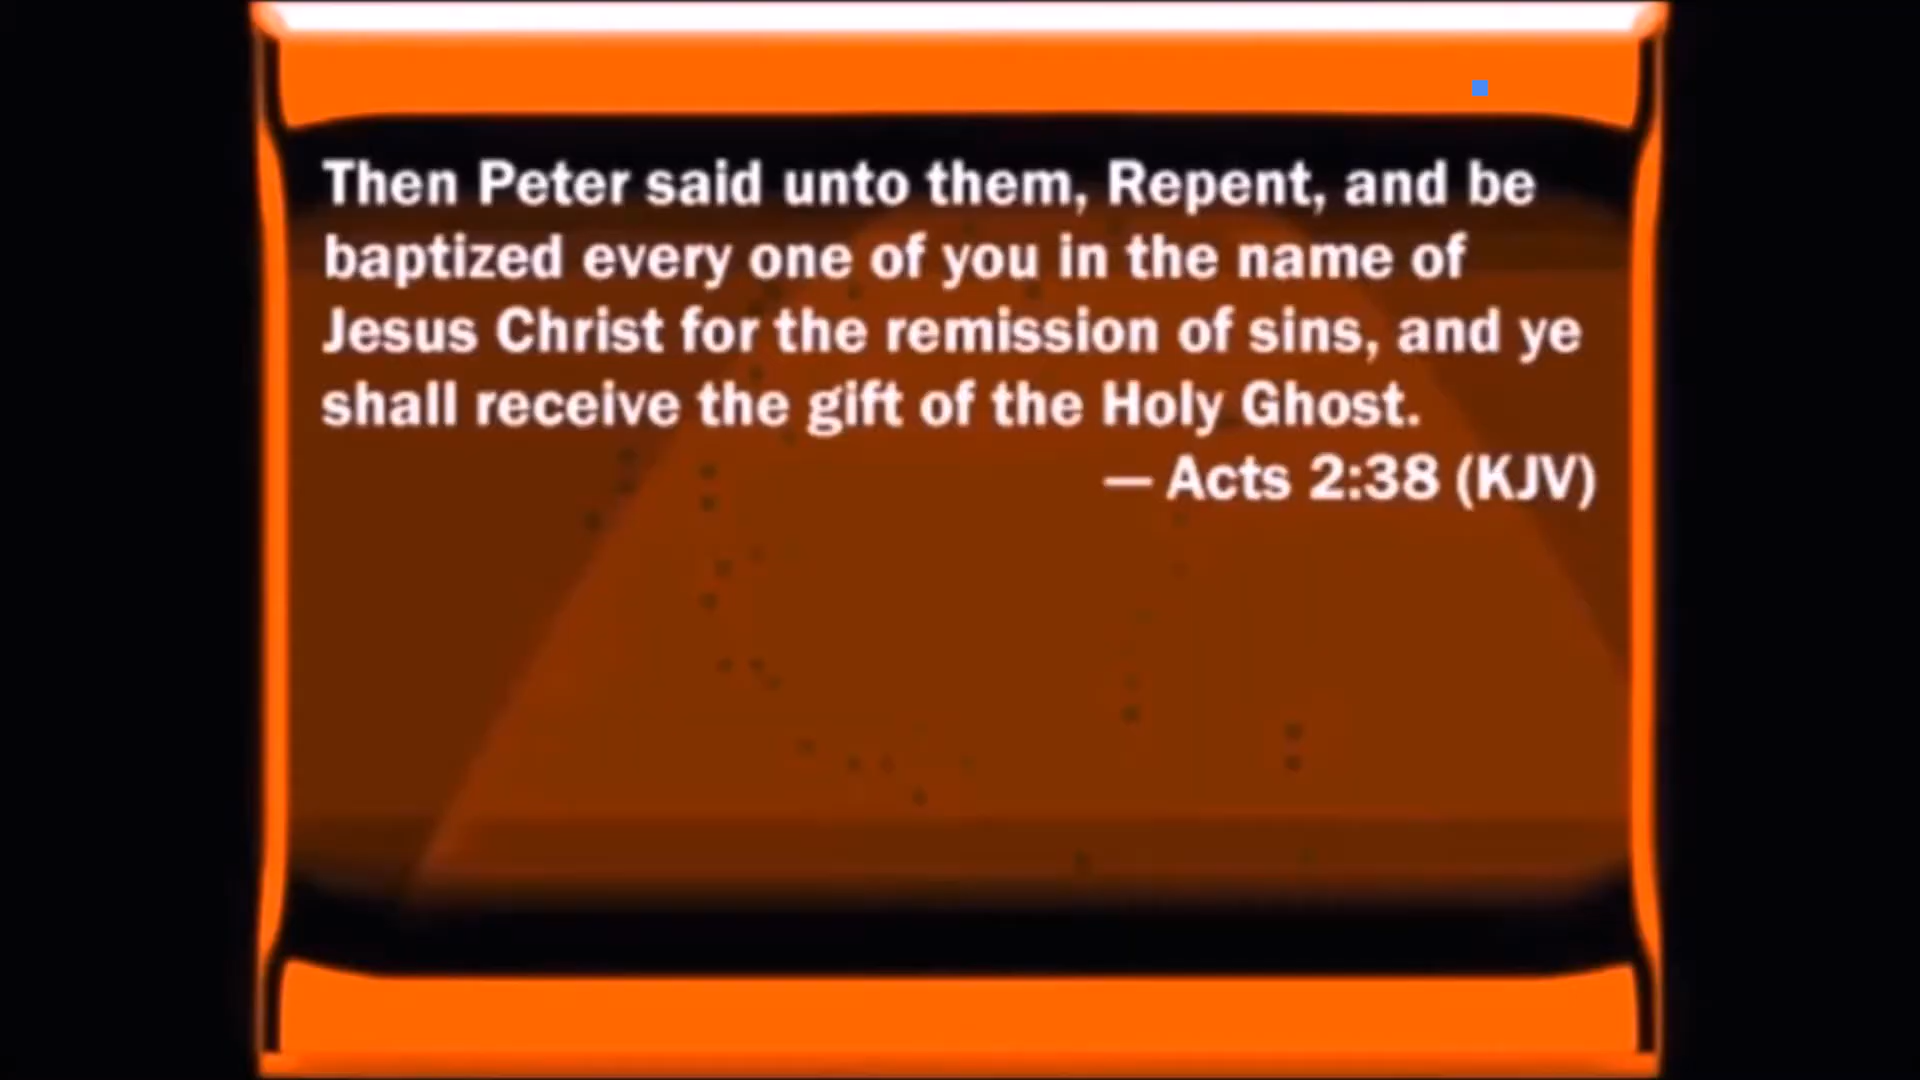 Then Peter said unto them, Repent, and be
baptized every one of you in the name of
Jesus Christ for the remission of sins, and ye
shall receive the gift of the Holy Ghost.
— Acts 2:38 (KJV)